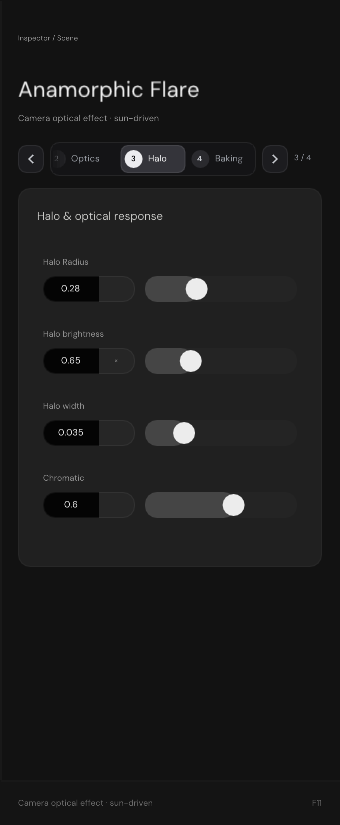 Inspector / Scene
Anamorphic Flare
Camera optical effect · sun-driven
Optics 3 Halo 4 Baking 3 / 4
Halo & optical response
Halo Radius
0.28
Halo brightness
0.65
Halo width
0.035
Chromatic
0.6
Camera optical effect · sun-driven F11